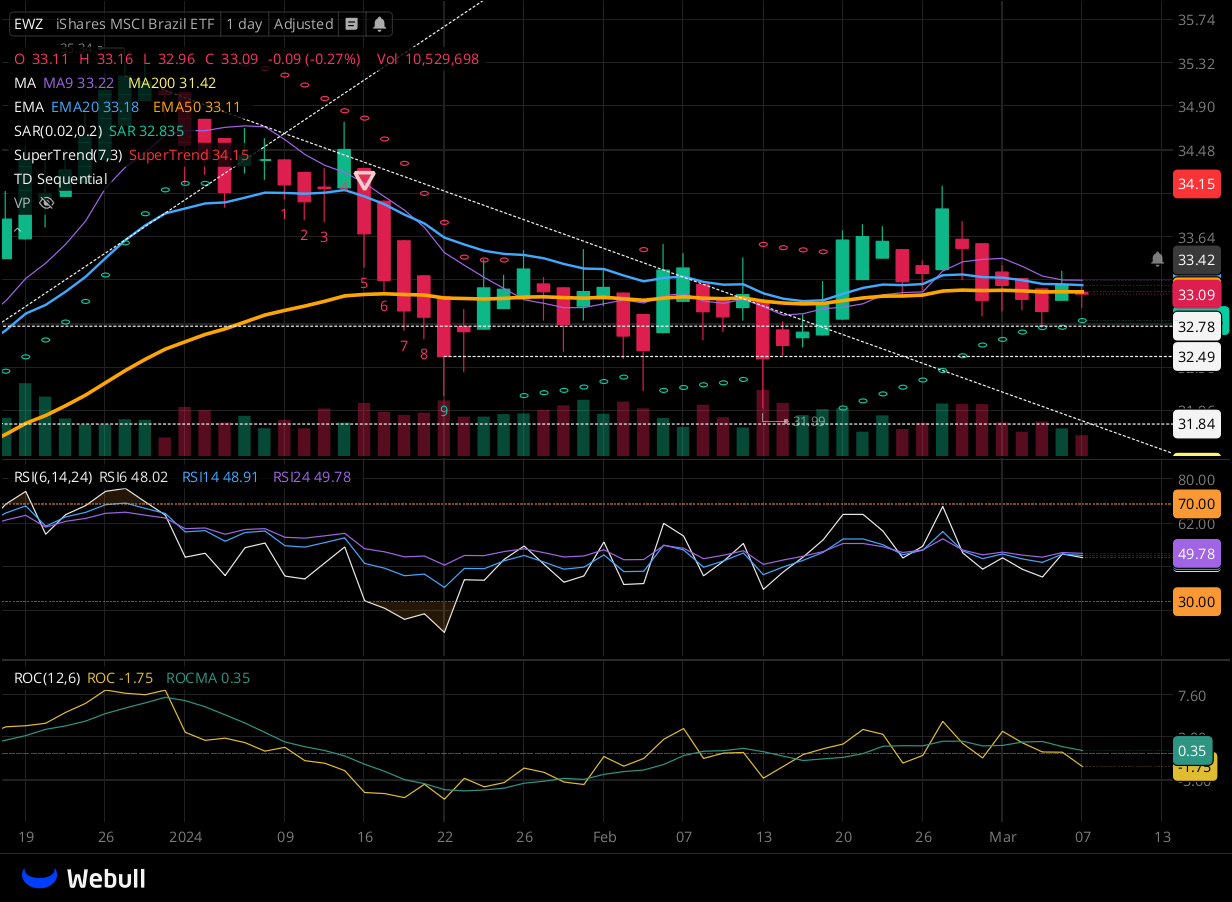 EWZ iShares MSCI Brazil ETF 1 day Adjusted
35.74
O 33.11 H 33.16 L 32.96 C 33.09 -0.09 (-0.27%) Vol 10,529,698
35.32
MA MA9 33.22 MA200 31.42
EMA EMA20 33.18 EMA50 33.11
34.90
SAR(0.02,0.2) SAR 32.835
SuperTrend(7,3) SuperTrend 34.15
34.48
TD Sequential
34.15
VP
1
2 3
33.64
33.42
5
33.09
6
32.78
7 8
32.49
9
31.99
31.84
RSI(6,14,24) RSI6 48.02 RSI14 48.91 RSI24 49.78
80.00
70.00
62.00
49.78
30.00
ROC(12,6) ROC -1.75 ROCMA 0.35
7.60
0.35
-1.75
19 26 2024 09 16 22 26 Feb 07 13 20 26 Mar 07 13
Webull